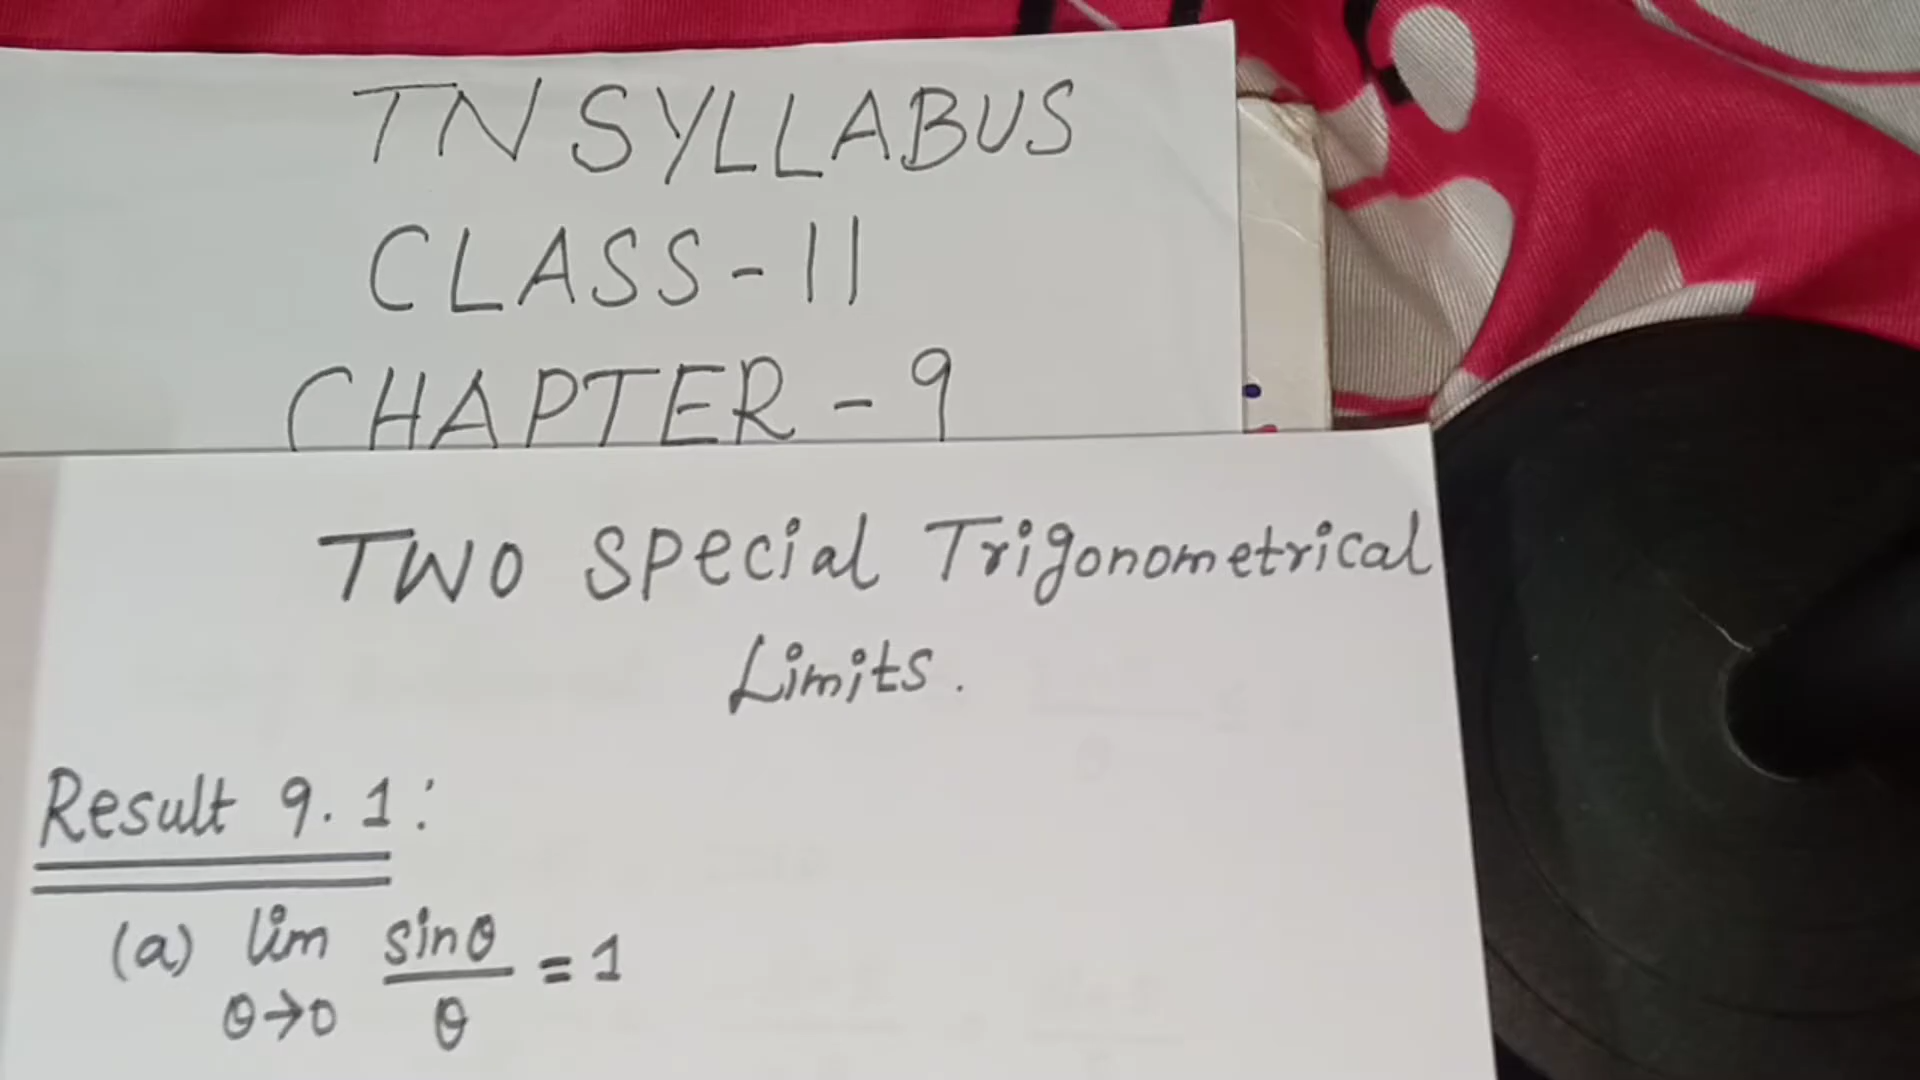 TN SYLLABUS
CLASS-11
CHAPTER-9
TWO Special Trigonometrical
Limits.
Result 9.1:
(a) lim θ→0 sinθ/θ = 1